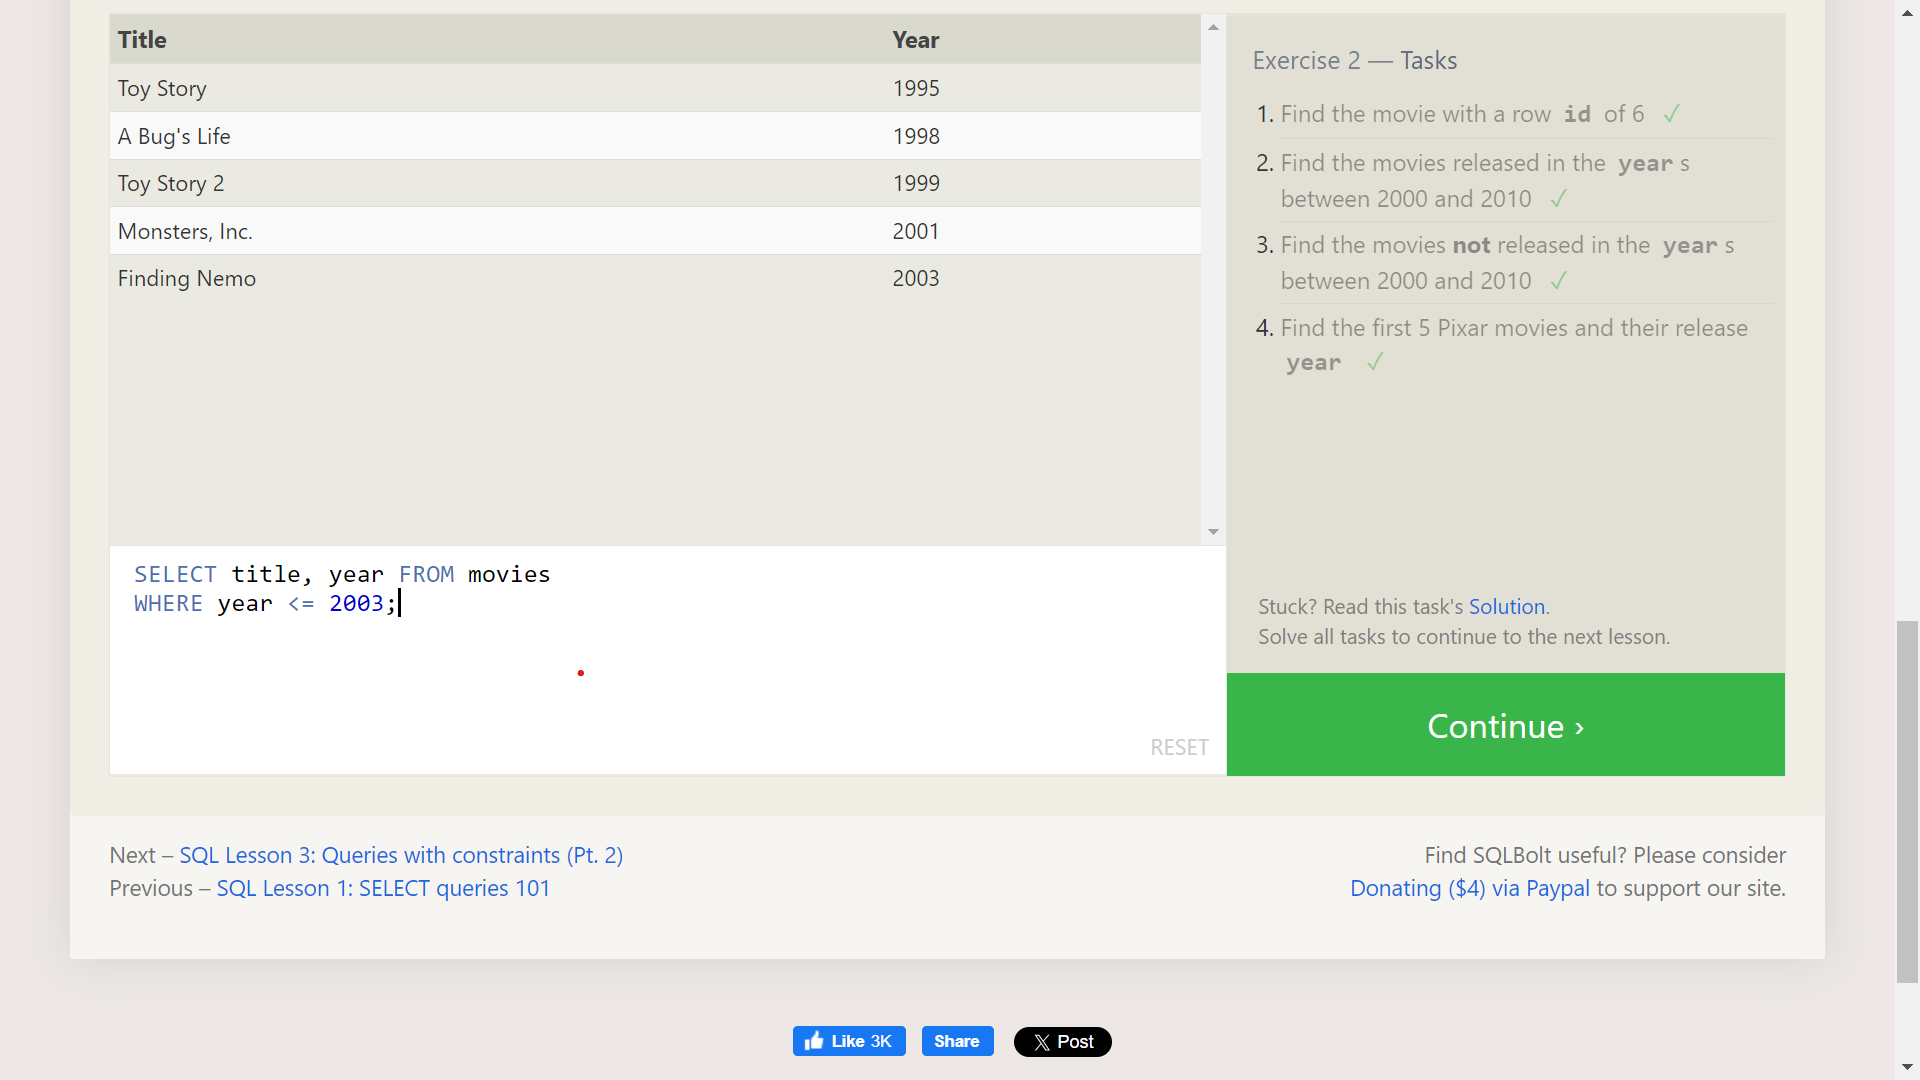 Title Year
Toy Story 1995
A Bug's Life 1998
Toy Story 2 1999
Monsters, Inc. 2001
Finding Nemo 2003
SELECT title, year FROM movies
WHERE year <= 2003;
RESET
Exercise 2 — Tasks
1. Find the movie with a row id of 6 ✓
2. Find the movies released in the year s
between 2000 and 2010 ✓
3. Find the movies not released in the year s
between 2000 and 2010 ✓
4. Find the first 5 Pixar movies and their release
year ✓
Stuck? Read this task's Solution.
Solve all tasks to continue to the next lesson.
Continue ›
Next – SQL Lesson 3: Queries with constraints (Pt. 2)
Previous – SQL Lesson 1: SELECT queries 101
Find SQLBolt useful? Please consider
Donating ($4) via Paypal to support our site.
Like 3K Share X Post